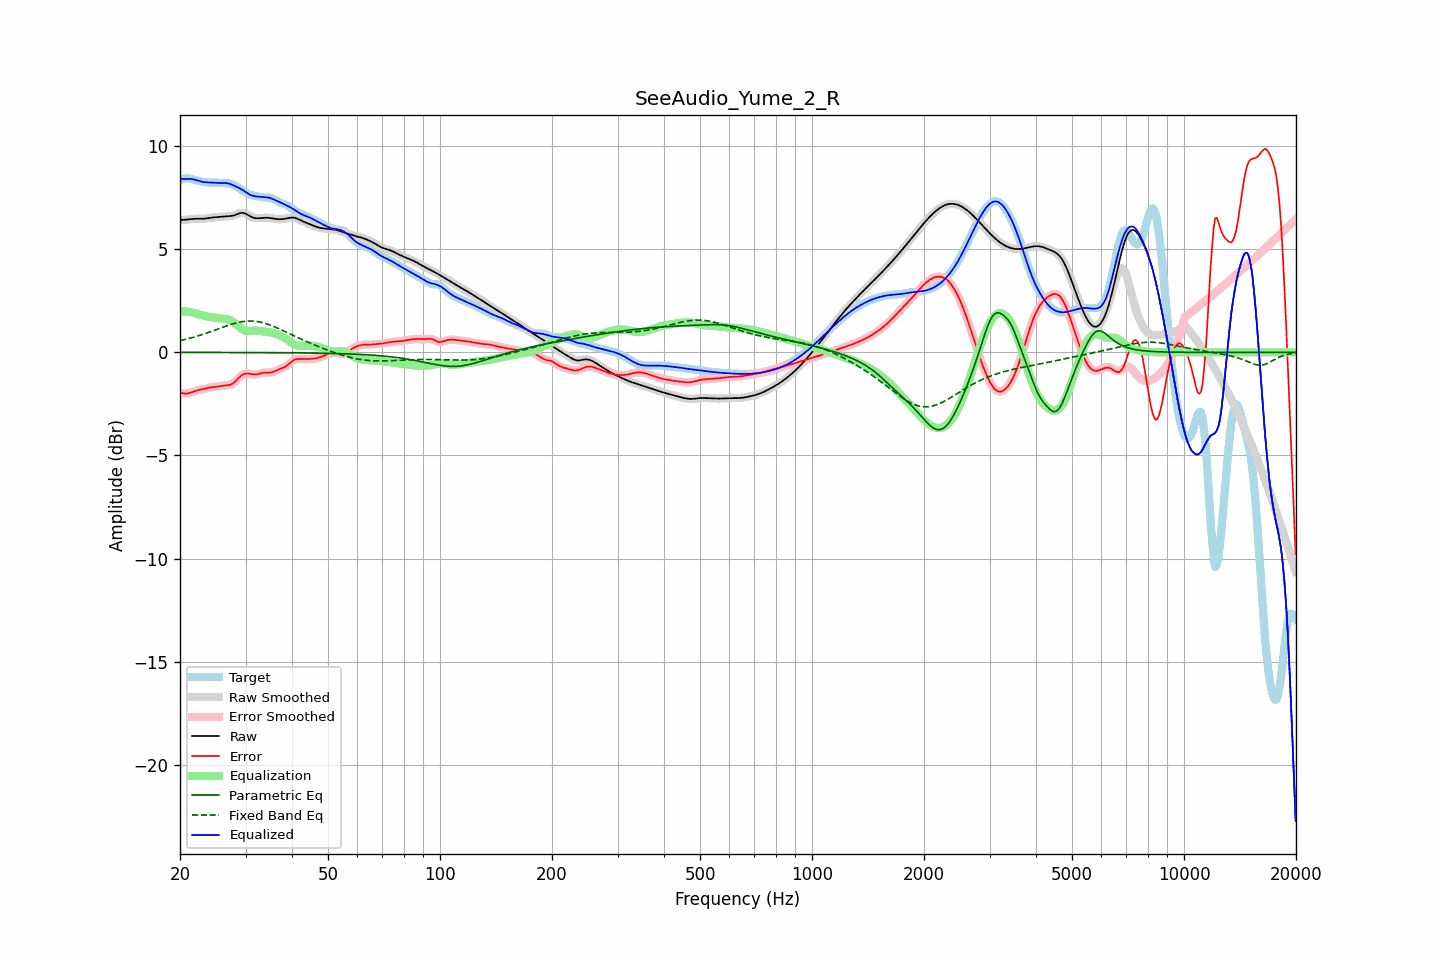 SeeAudio_Yume_2_R
10
5
0
−5
−10
−15
−20
Amplitude (dBr)
Target
Raw Smoothed
Error Smoothed
Raw
Error
Equalization
Parametric Eq
Fixed Band Eq
Equalized
20 50 100 200 500 1000 2000 5000 10000 20000
Frequency (Hz)